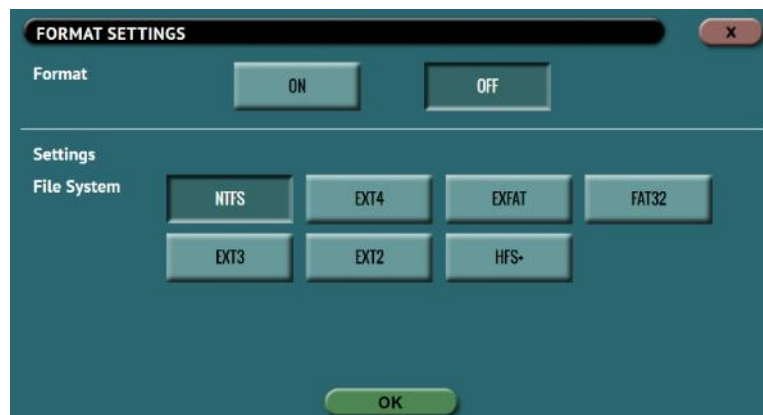 FORMAT SETTINGS X
Format ON OFF
Settings
File System NTFS EXT4 EXFAT FAT32
EXT3 EXT2 HFS+
OK